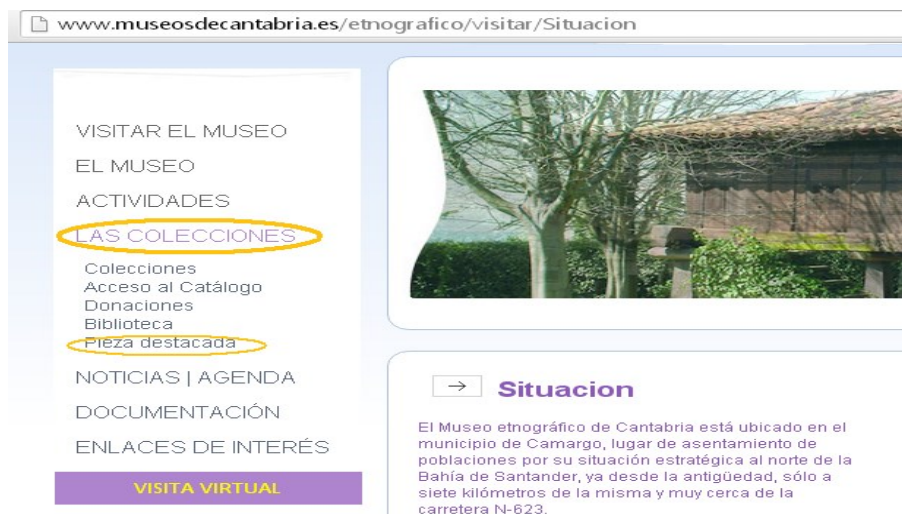 www.museosdecantabria.es/etnografico/visitar/Situacion
VISITAR EL MUSEO
EL MUSEO
ACTIVIDADES
LAS COLECCIONES
Colecciones
Acceso al Catálogo
Donaciones
Biblioteca
Pieza destacada
NOTICIAS | AGENDA
DOCUMENTACIÓN
ENLACES DE INTERÉS
VISITA VIRTUAL
Situacion
El Museo etnográfico de Cantabria está ubicado en el
municipio de Camargo, lugar de asentamiento de
poblaciones por su situación estratégica al norte de la
Bahía de Santander, ya desde la antigüedad, sólo a
siete kilómetros de la misma y muy cerca de la
carretera N-623.